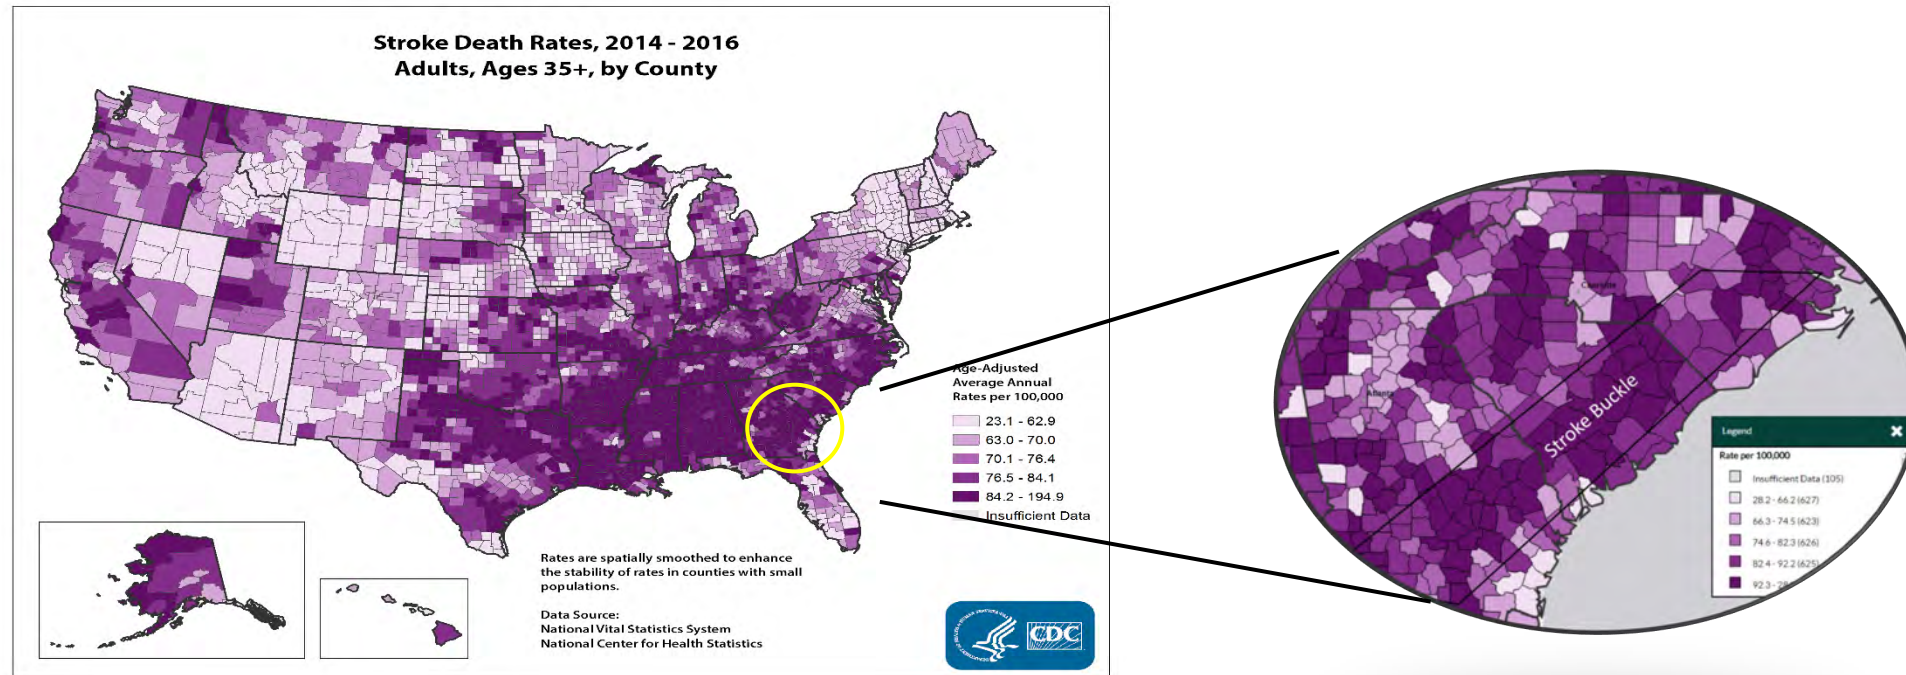 Stroke Death Rates, 2014 - 2016
Adults, Ages 35+, by County
Age-Adjusted
Average Annual
Rates per 100,000
23.1 - 62.9
63.0 - 70.0
70.1 - 76.4
76.5 - 84.1
84.2 - 194.9
Insufficient Data
Rates are spatially smoothed to enhance
the stability of rates in counties with small
populations.
Data Source:
National Vital Statistics System
National Center for Health Statistics
CDC
Charlotte
Atlanta
Stroke Buckle
Legend
Rate per 100,000
Insufficient Data (105)
28.2 - 66.2 (627)
66.3 - 74.5 (623)
74.6 - 82.3 (626)
82.4 - 92.2 (625)
92.3 -